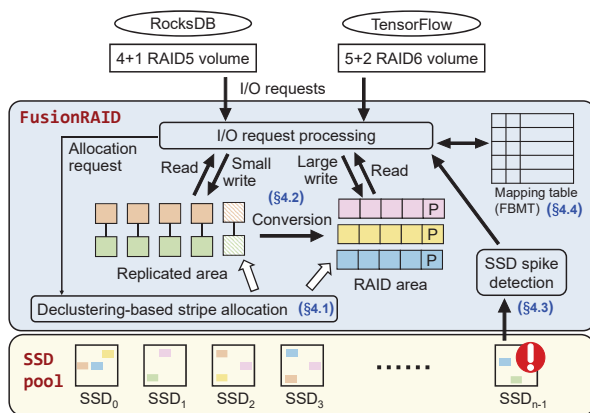 RocksDB
TensorFlow
4+1 RAID5 volume
5+2 RAID6 volume
I/O requests
FusionRAID
I/O request processing
Allocation
request
Read
Small
write
Large
write
Read
Mapping table
(FBMT) (§4.4)
(§4.2)
Conversion
P
P
P
Replicated area
RAID area
SSD spike
detection
Declustering-based stripe allocation (§4.1)
(§4.3)
SSD
pool
SSD0
SSD1
SSD2
SSD3
......
SSDn-1